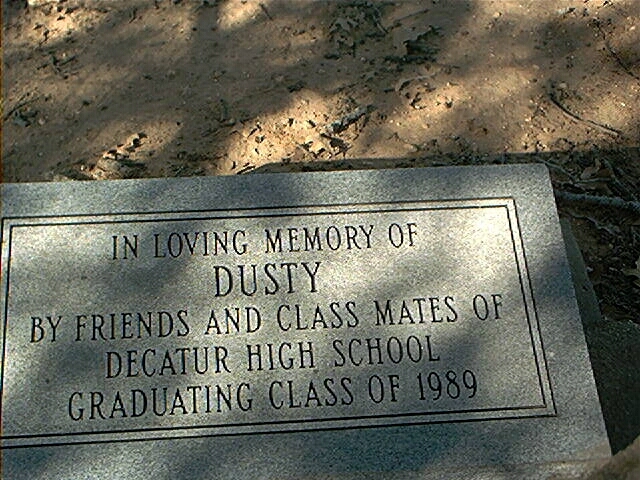 IN LOVING MEMORY OF
DUSTY
BY FRIENDS AND CLASS MATES OF
DECATUR HIGH SCHOOL
GRADUATING CLASS OF 1989